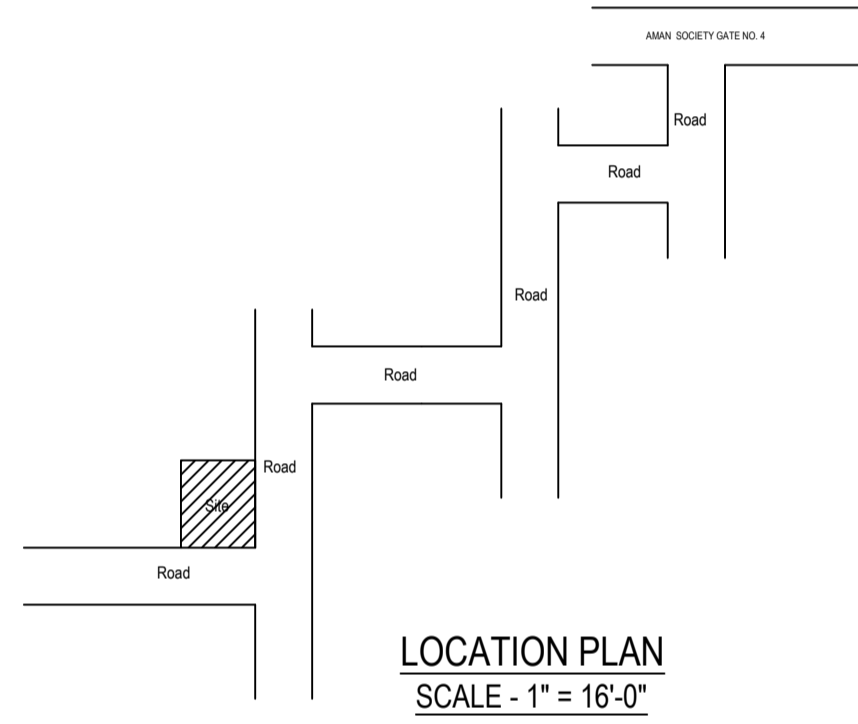 AMAN SOCIETY GATE NO. 4
Road
Road
Road
Road
Road
Site
Road
LOCATION PLAN
SCALE - 1" = 16'-0"